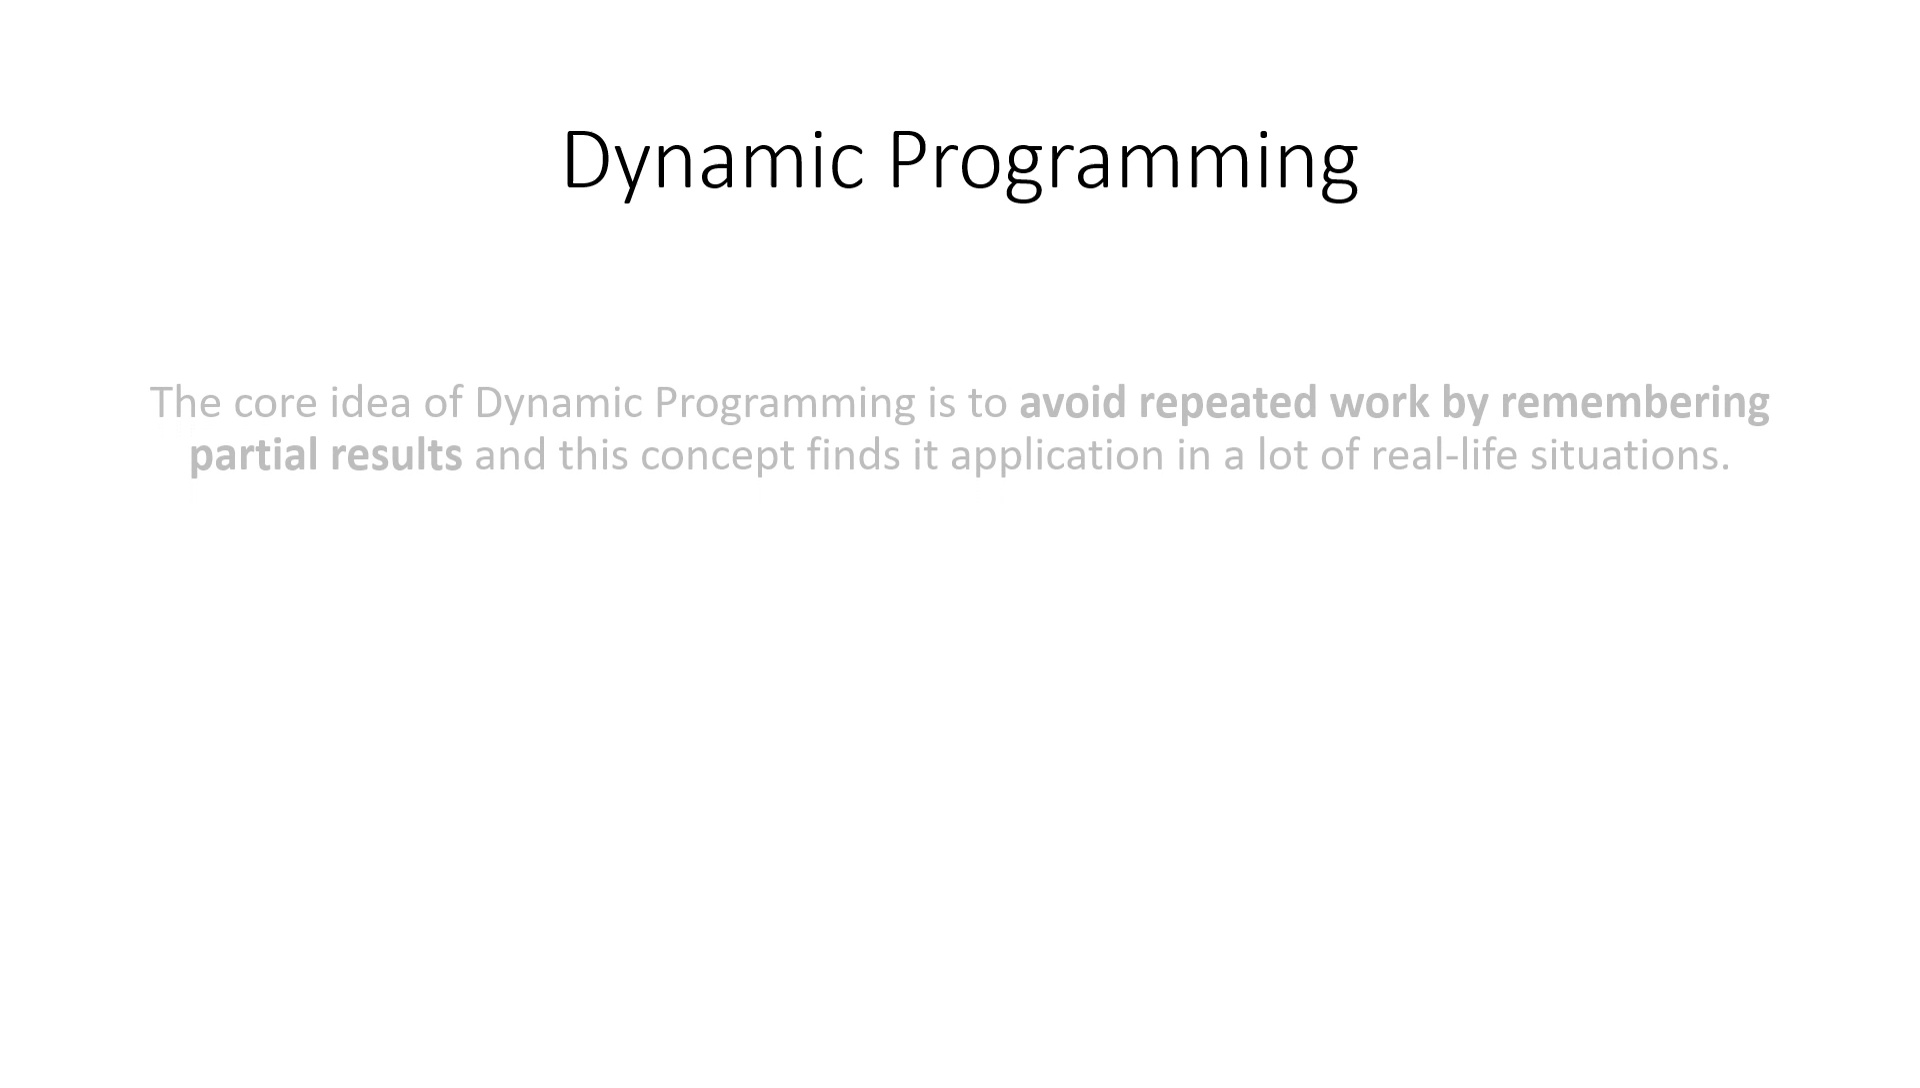 Dynamic Programming
The core idea of Dynamic Programming is to avoid repeated work by remembering
partial results and this concept finds it application in a lot of real-life situations.